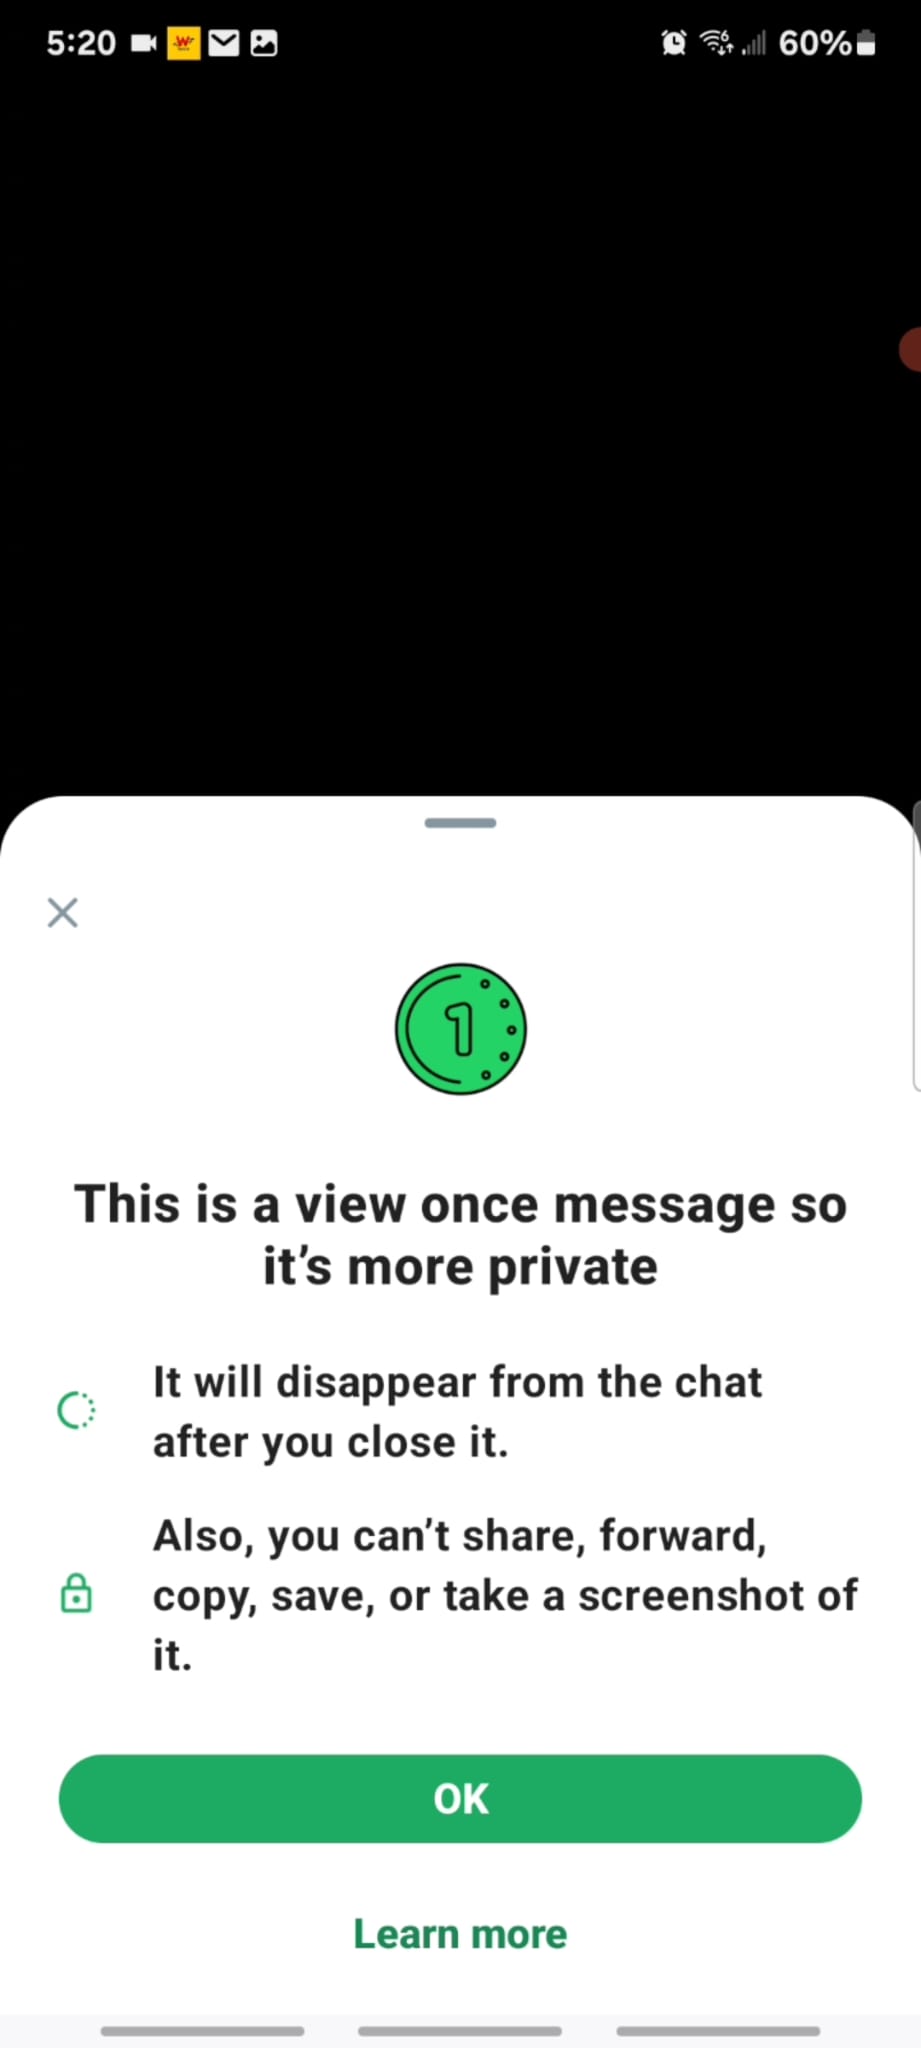 5:20 60%
1
This is a view once message so
it’s more private
It will disappear from the chat
after you close it.
Also, you can’t share, forward,
copy, save, or take a screenshot of
it.
OK
Learn more